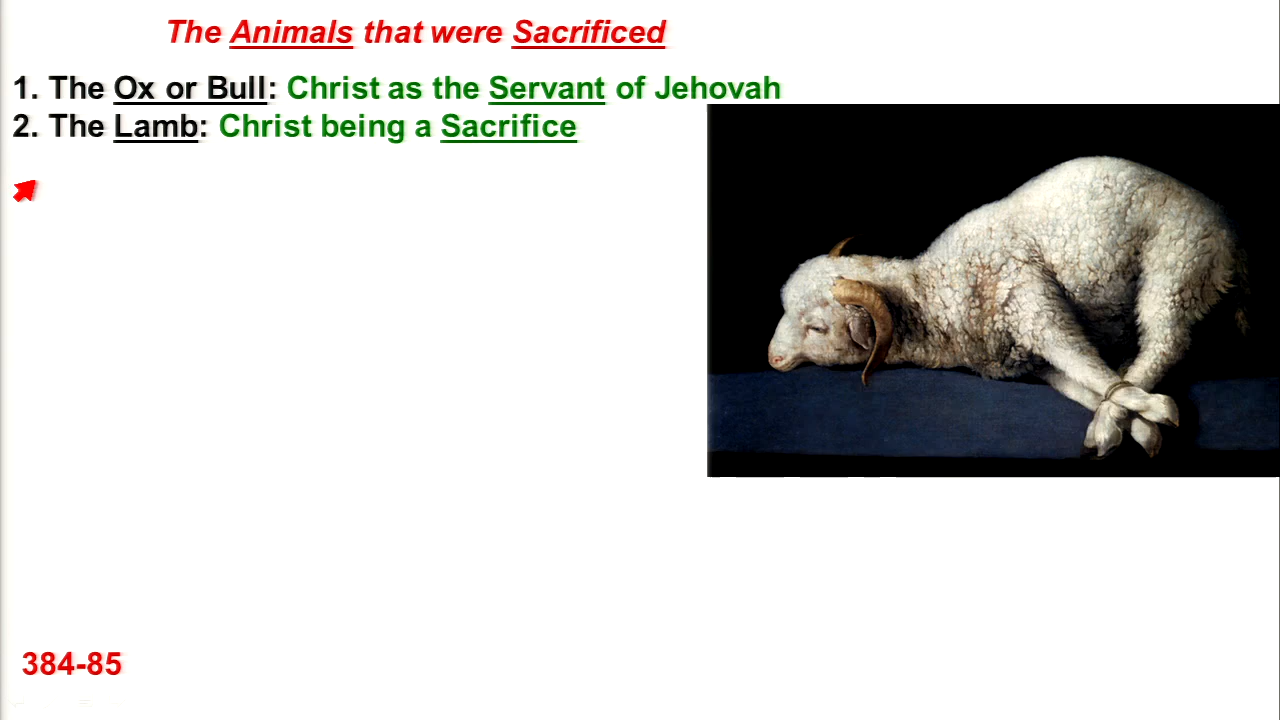 The Animals that were Sacrificed
1. The Ox or Bull: Christ as the Servant of Jehovah
2. The Lamb: Christ being a Sacrifice
384-85